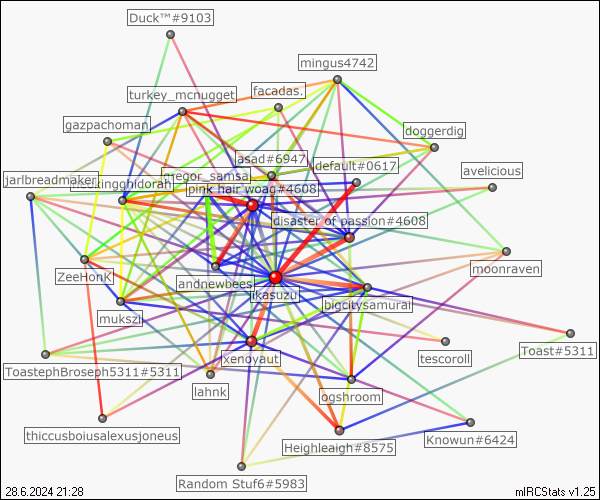 Duck™#9103
mingus4742
turkey_mcnugget
facadas.
gazpachoman
doggerdig
asad#6947
default#0617
gregor_samsa
avelicious
jarlbreadmaker
pink hair woag#4608
disaster of passion#4608
ZeeHonK
andnewbees
moonraven
ikasuzu
mukszi
bigcitysamurai
Toast#5311
xenoyaut
tescoroll
ToastephBroseph5311#5311
lahnk
ogshroom
thiccusboiusalexusjoneus
Heighleaigh#8575
Knowun#6424
Random Stuf6#5983
28.6.2024 21:28
mIRCStats v1.25